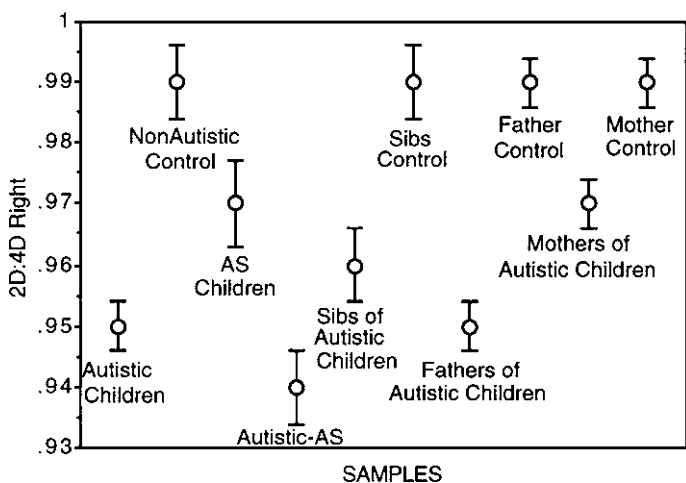 1
.99
.98
.97
.96
.95
.94
.93
2D:4D Right
NonAutistic
Control
Sibs
Control
Father
Control
Mother
Control
AS
Children
Mothers of
Autistic Children
Sibs of
Autistic
Children
Autistic
Children
Fathers of
Autistic Children
Autistic-AS
SAMPLES